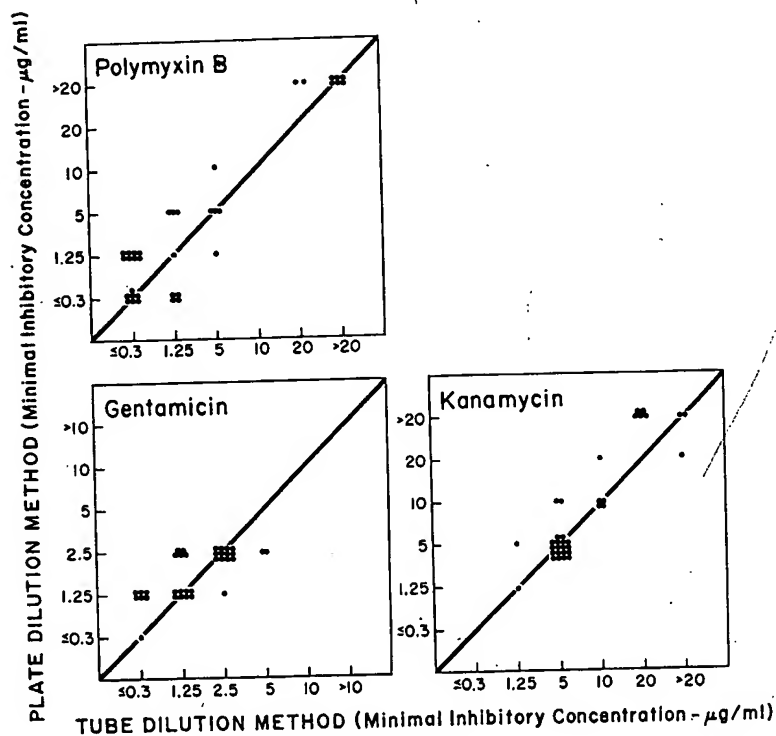 PLATE DILUTION METHOD (Minimal Inhibitory Concentration - μg/ml)
Polymyxin B
>20
20
10
5
1.25
≤0.3
≤0.3 1.25 5 10 20 >20
Gentamicin
>10
10
5
2.5
1.25
≤0.3
≤0.3 1.25 2.5 5 10 >10
Kanamycin
>20
20
10
5
1.25
≤0.3
≤0.3 1.25 5 10 20 >20
TUBE DILUTION METHOD (Minimal Inhibitory Concentration - μg/ml)